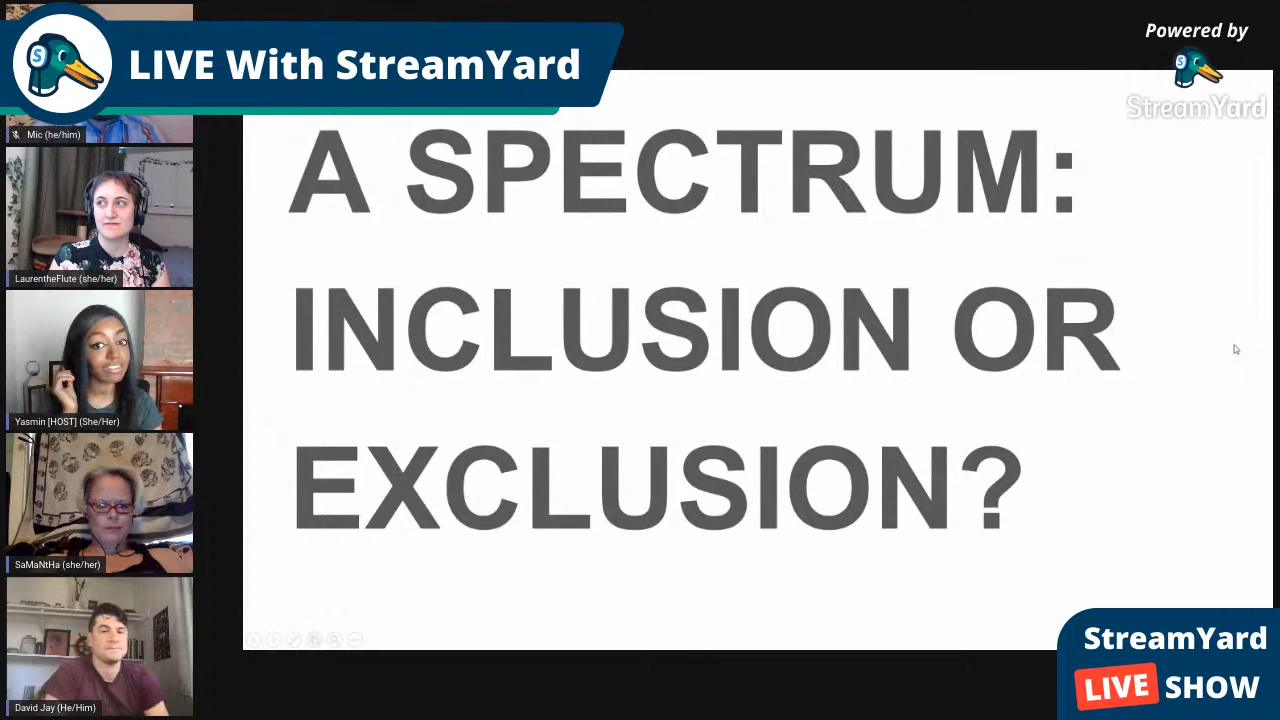 LIVE With StreamYard
Powered by
StreamYard
Mic (he/him)
A SPECTRUM:
INCLUSION OR
EXCLUSION?
LaurentheFlute (she/her)
Yasmin [HOST] (She/Her)
SaMaNtHa (she/her)
David Jay (He/Him)
StreamYard
LIVE SHOW